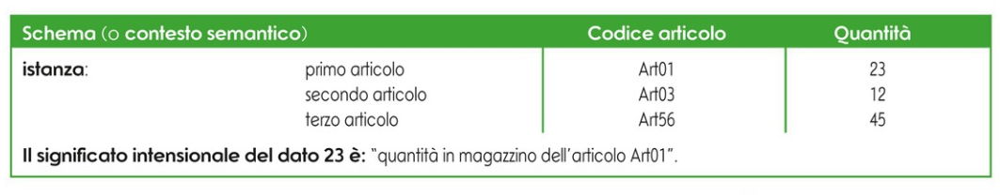 Schema (o contesto semantico) Codice articolo Quantità
istanza: primo articolo Art01 23
secondo articolo Art03 12
terzo articolo Art56 45
Il significato intensionale del dato 23 è: “quantità in magazzino dell’articolo Art01”.